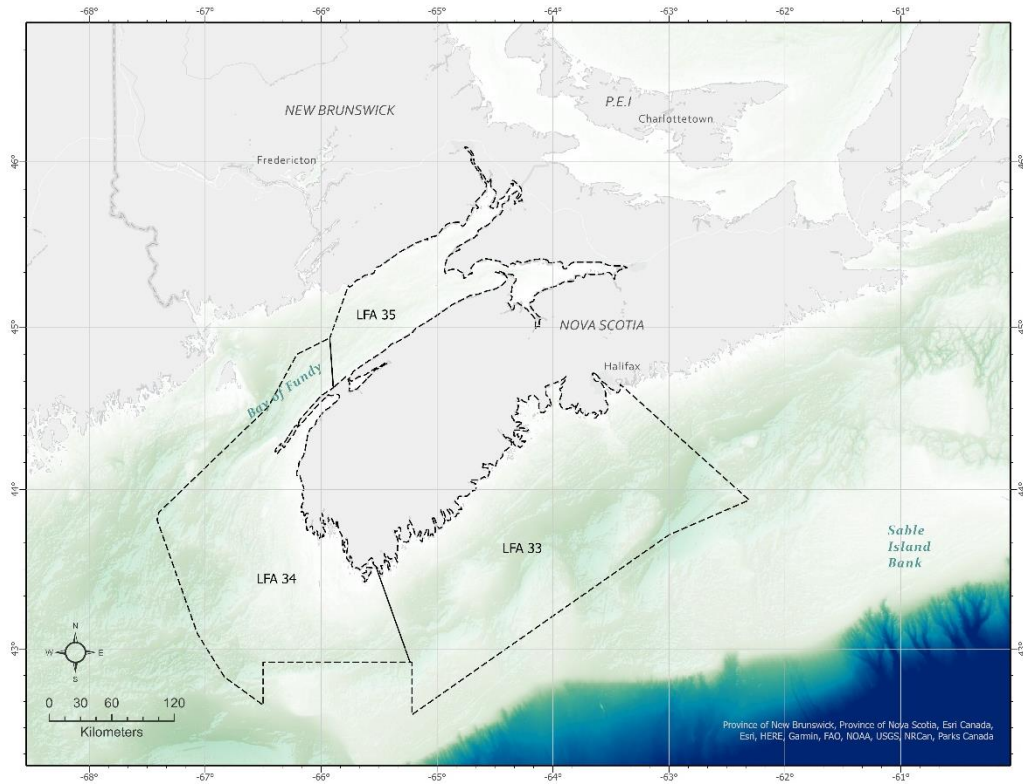 -68° -67° -66° -65° -64° -63° -62° -61°
P.E.I
NEW BRUNSWICK
Charlottetown
46° 46°
Fredericton
LFA 35
45° 45°
NOVA SCOTIA
Halifax
Bay of Fundy
44° 44°
Sable
Island
Bank
LFA 33
LFA 34
N
W E
S
43° 43°
0 30 60 120
Kilometers
Province of New Brunswick, Province of Nova Scotia, Esri Canada,
Esri, HERE, Garmin, FAO, NOAA, USGS, NRCan, Parks Canada
-68° -67° -66° -65° -64° -63° -62° -61°